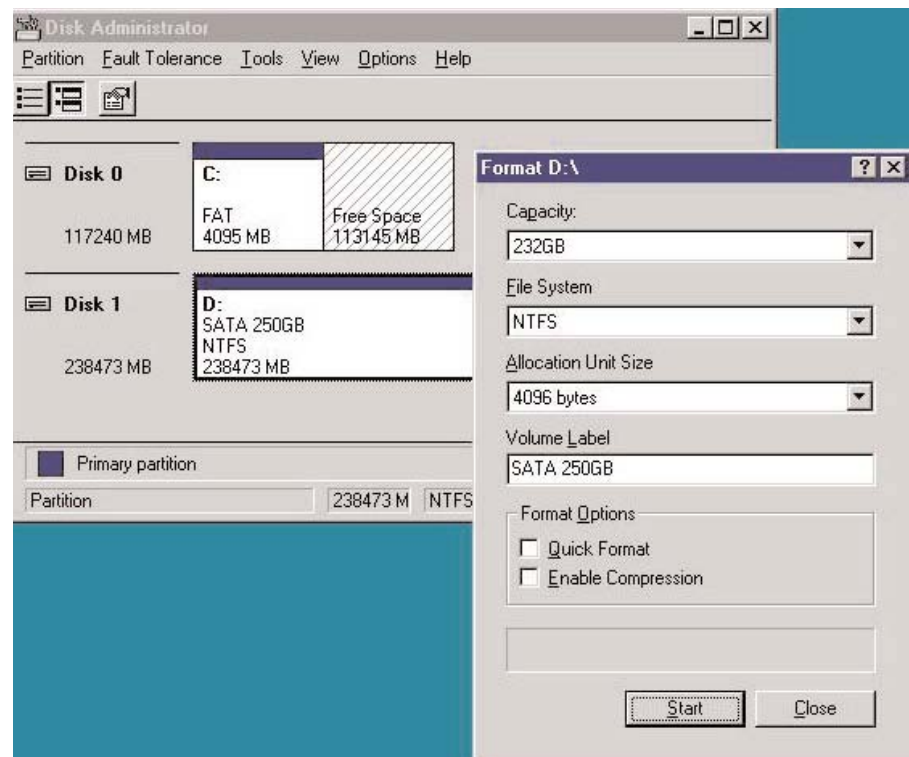 Disk Administrator
Partition Fault Tolerance Tools View Options Help
Disk 0
117240 MB
C:
FAT
4095 MB
Free Space
113145 MB
Disk 1
238473 MB
D:
SATA 250GB
NTFS
238473 MB
Primary partition
Partition 238473 M NTFS
Format D:\
Capacity:
232GB
File System
NTFS
Allocation Unit Size
4096 bytes
Volume Label
SATA 250GB
Format Options
Quick Format
Enable Compression
Start Close